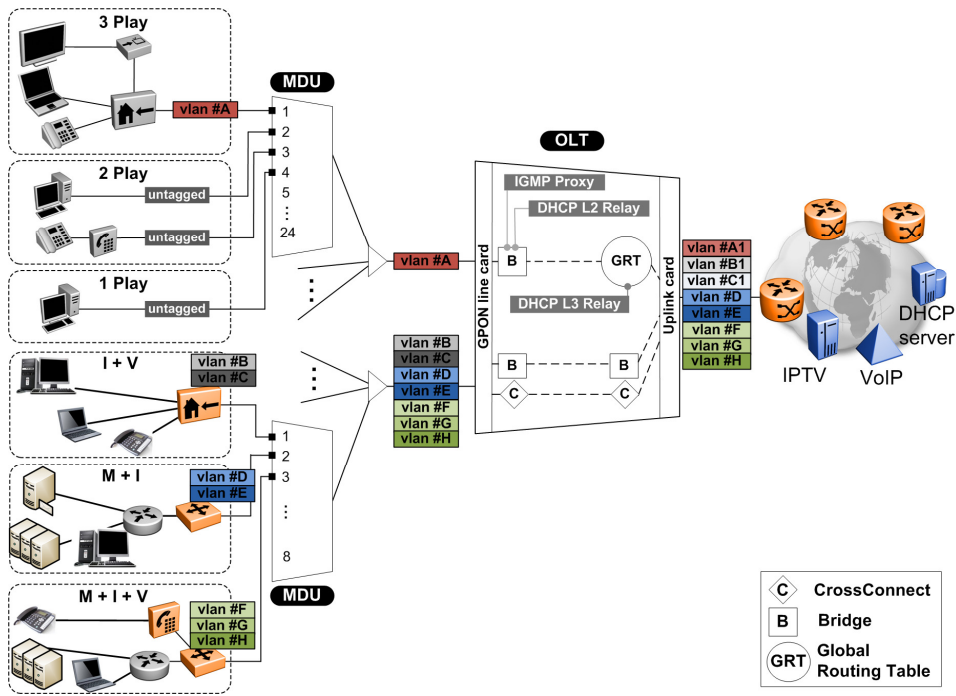 3 Play
MDU
vlan #A
1
2
3
4
5
24
2 Play
untagged
untagged
1 Play
untagged
OLT
IGMP Proxy
DHCP L2 Relay
B
GRT
DHCP L3 Relay
GPON line card
Uplink card
vlan #A
vlan #B
vlan #C
vlan #D
vlan #E
vlan #F
vlan #G
vlan #H
B
B
C
C
vlan #A1
vlan #B1
vlan #C1
vlan #D
vlan #E
vlan #F
vlan #G
vlan #H
IPTV
VoIP
DHCP
server
I + V
vlan #B
vlan #C
M + I
vlan #D
vlan #E
M + I + V
vlan #F
vlan #G
vlan #H
1
2
3
8
MDU
C CrossConnect
B Bridge
GRT Global
Routing Table